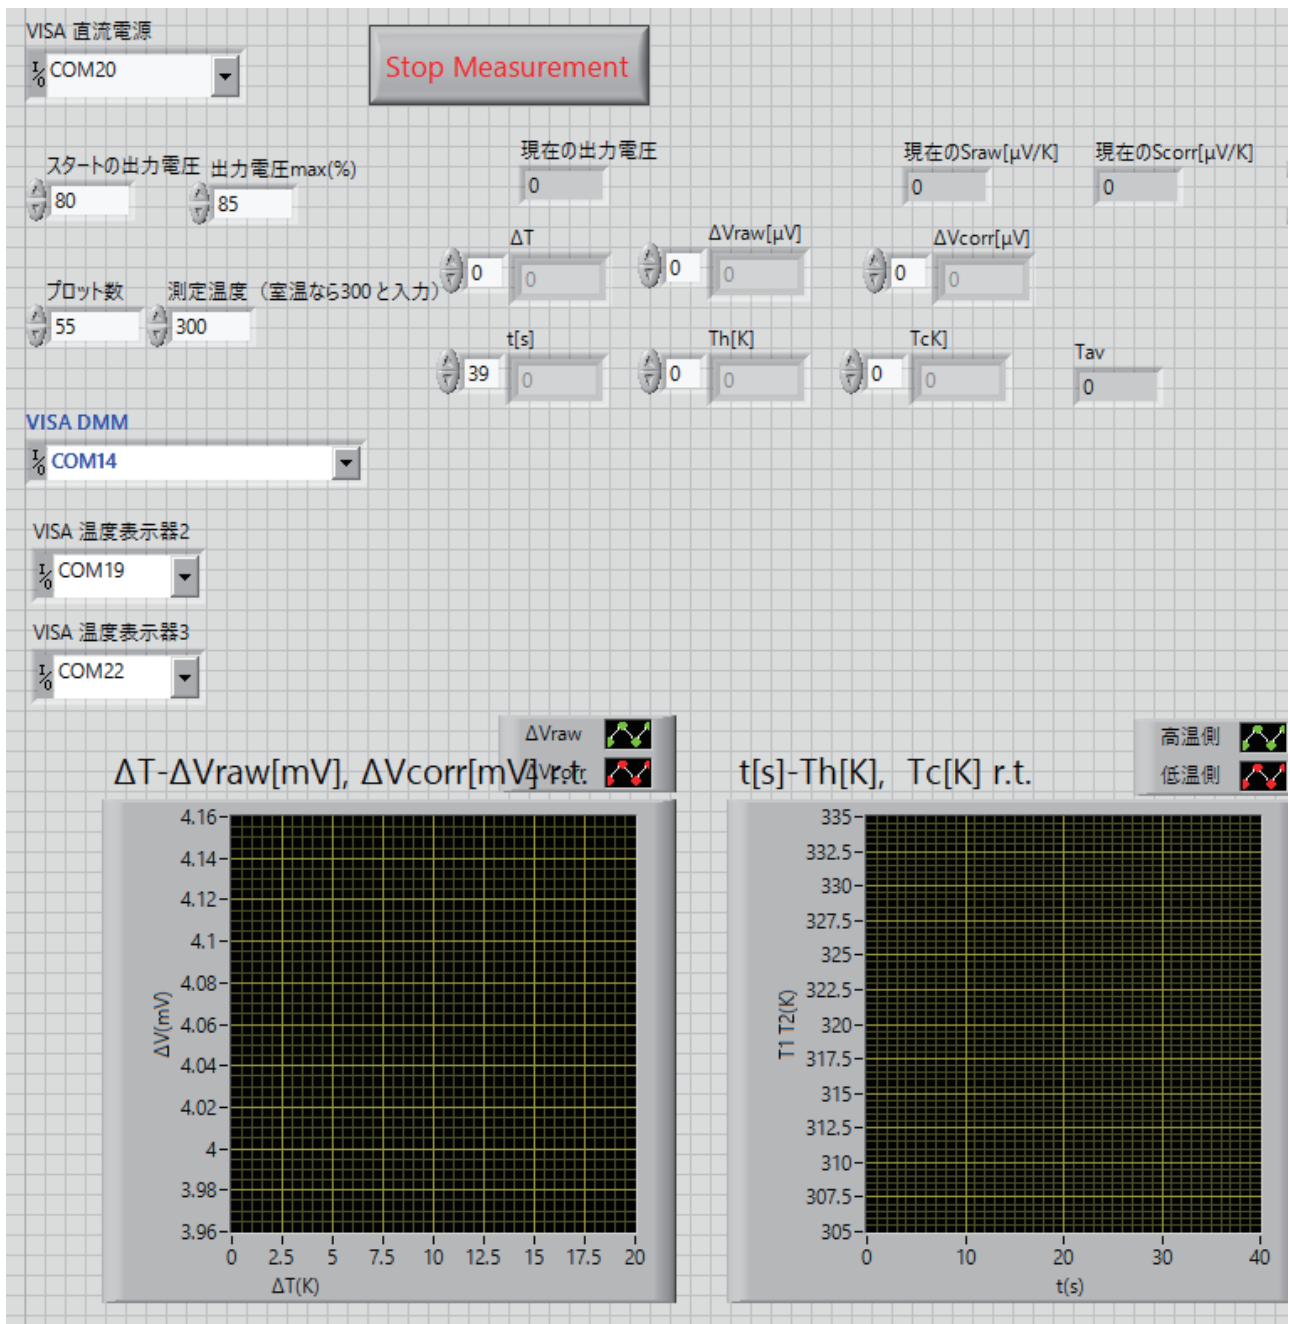 VISA 直流電源
COM20
Stop Measurement
スタートの出力電圧
出力電圧max(%)
80
85
現在の出力電圧
0
現在のSraw[µV/K]
0
現在のScorr[µV/K]
0
ΔT
0
0
ΔVraw[µV]
0
0
ΔVcorr[µV]
0
0
プロット数
測定温度（室温なら300と入力）
55
300
t[s]
39
0
Th[K]
0
0
TcK]
0
0
Tav
0
VISA DMM
COM14
VISA 温度表示器2
COM19
VISA 温度表示器3
COM22
ΔVraw
ΔVcorr
ΔT-ΔVraw[mV], ΔVcorr[mV] r.t.
4.16
4.14
4.12
4.1
4.08
4.06
4.04
4.02
4
3.98
3.96
ΔV(mV)
0 2.5 5 7.5 10 12.5 15 17.5 20
ΔT(K)
高温側
低温側
t[s]-Th[K], Tc[K] r.t.
335
332.5
330
327.5
325
322.5
320
317.5
315
312.5
310
307.5
305
T1 T2(K)
0 10 20 30 40
t(s)